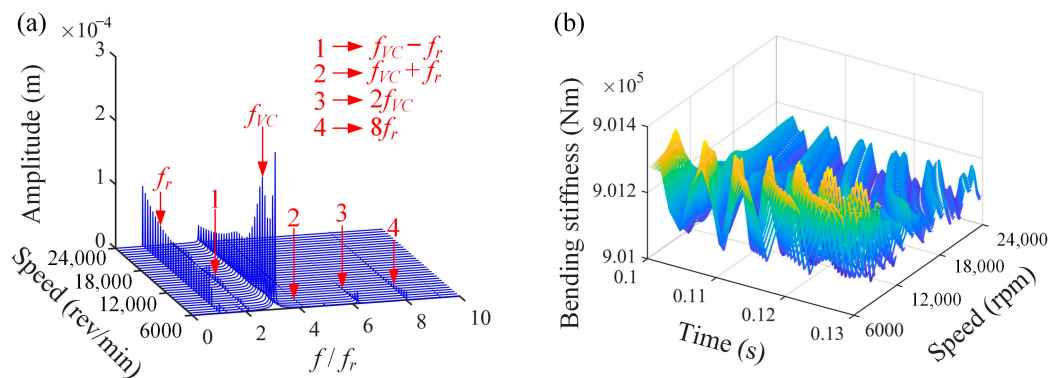 (a)
×10⁻⁴
3
2
1
0
Amplitude (m)
1 → f_VC − f_r
2 → f_VC + f_r
3 → 2f_VC
4 → 8f_r
f_VC
f_r
1
2
3
4
24,000
18,000
12,000
6000
Speed (rev/min)
0 2 4 6 8 10
f / f_r
(b)
×10⁵
9.014
9.012
9.01
Bending stiffness (Nm)
0.1
0.11
0.12
0.13
Time (s)
6000
12,000
18,000
24,000
Speed (rpm)